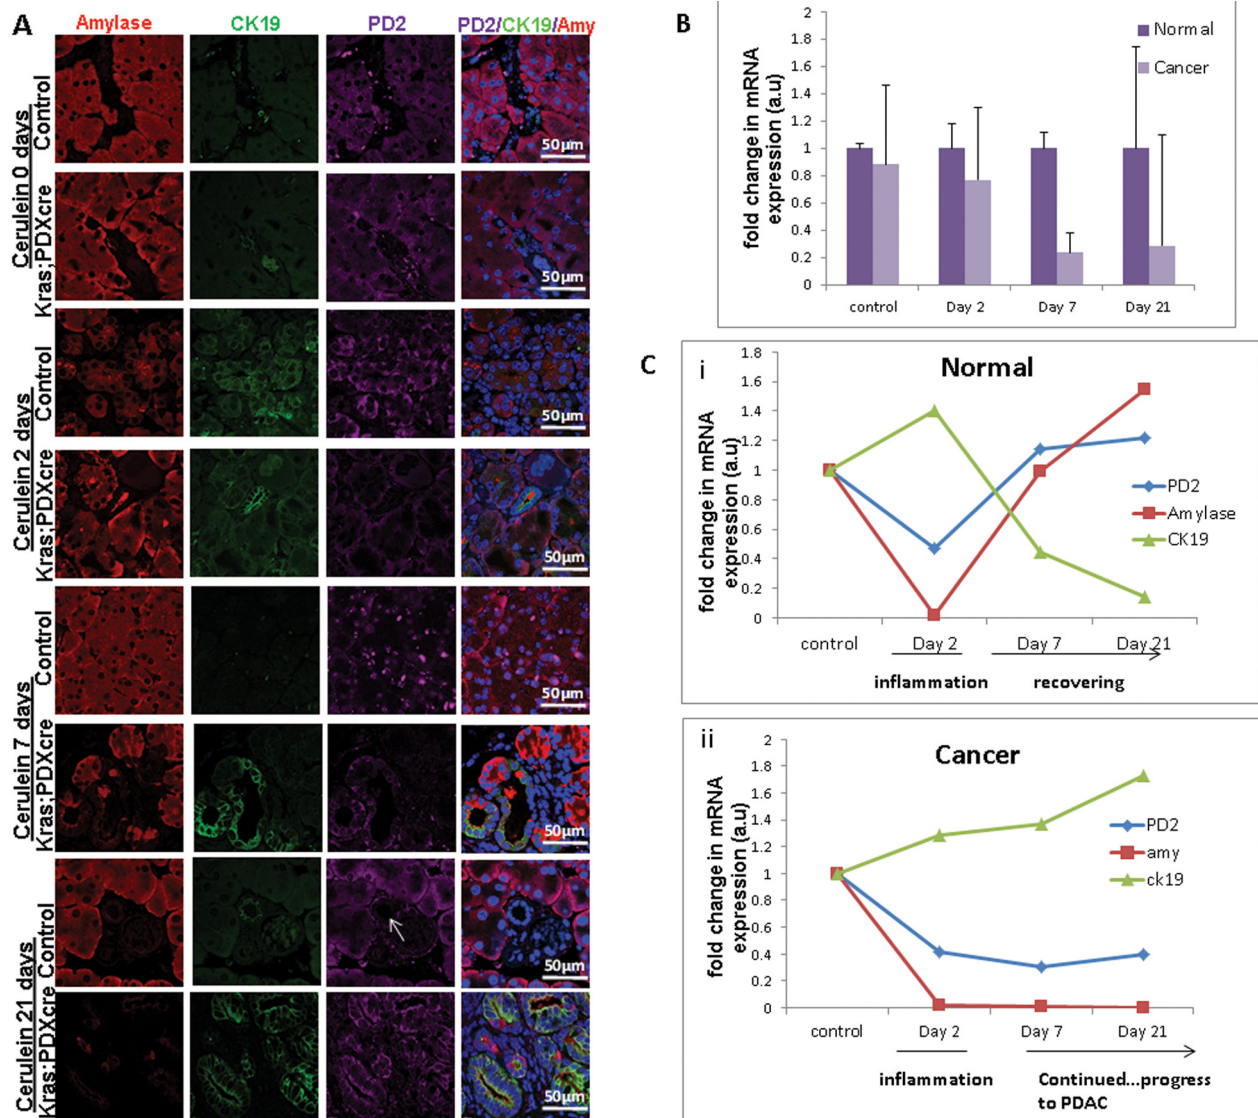 A
Amylase CK19 PD2 PD2/CK19/Amy
Cerulein 0 days
Control
50µm
Kras;PDXcre
50µm
Cerulein 2 days
Control
50µm
Kras;PDXcre
50µm
Cerulein 7 days
Control
50µm
Kras;PDXcre
50µm
Cerulein 21 days
Control
50µm
Kras;PDXcre
50µm
B
fold change in mRNA
expression (a.u)
1.8
1.6
1.4
1.2
1
0.8
0.6
0.4
0.2
0
2
Normal
Cancer
control Day 2 Day 7 Day 21
C
i
Normal
fold change in mRNA
expression (a.u)
1.8
1.6
1.4
1.2
1
0.8
0.6
0.4
0.2
0
PD2
Amylase
CK19
control Day 2 Day 7 Day 21
inflammation recovering
ii
Cancer
fold change in mRNA
expression (a.u)
2
1.8
1.6
1.4
1.2
1
0.8
0.6
0.4
0.2
0
PD2
amy
ck19
control Day 2 Day 7 Day 21
inflammation Continued...progress
to PDAC